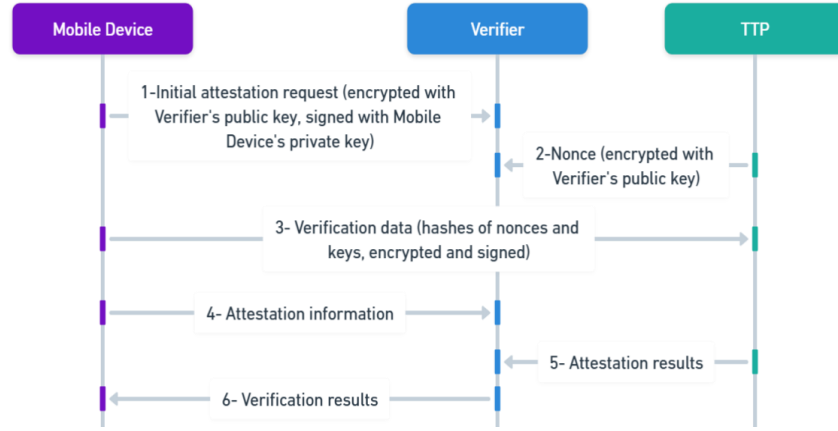 Mobile Device
Verifier
TTP
1-Initial attestation request (encrypted with
Verifier's public key, signed with Mobile
Device's private key)
2-Nonce (encrypted with
Verifier's public key)
3- Verification data (hashes of nonces and
keys, encrypted and signed)
4- Attestation information
5- Attestation results
6- Verification results